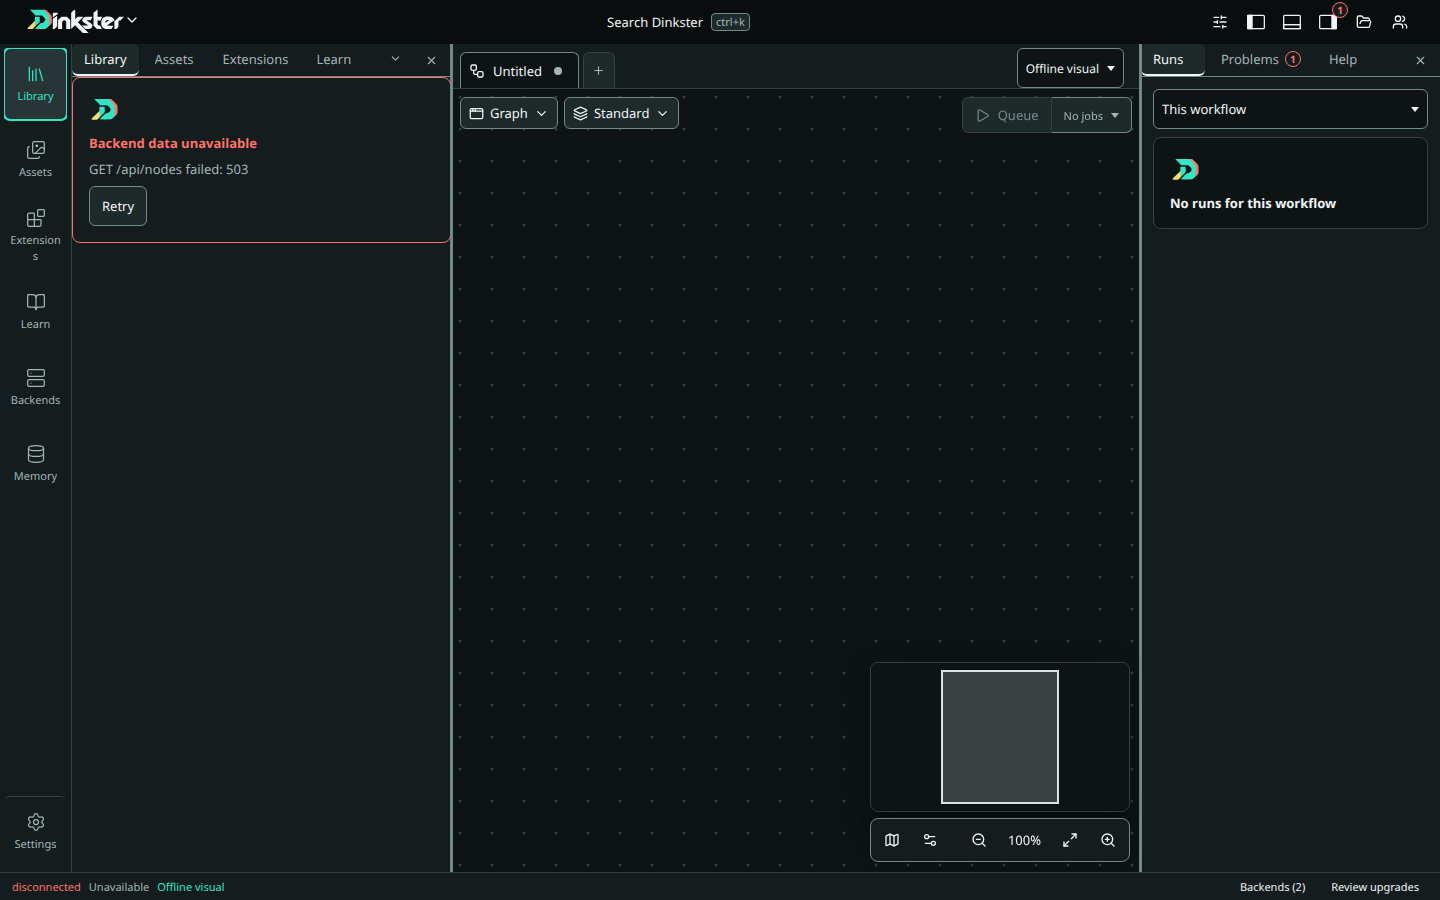 Dinkster
Search Dinkster ctrl+k
1
Library
Assets
Extension
s
Learn
Backends
Memory
Settings
Library Assets Extensions Learn
Backend data unavailable
GET /api/nodes failed: 503
Retry
Untitled
Offline visual
Graph
Standard
Queue
No jobs
100%
Runs Problems 1 Help
This workflow
No runs for this workflow
disconnected Unavailable Offline visual
Backends (2) Review upgrades